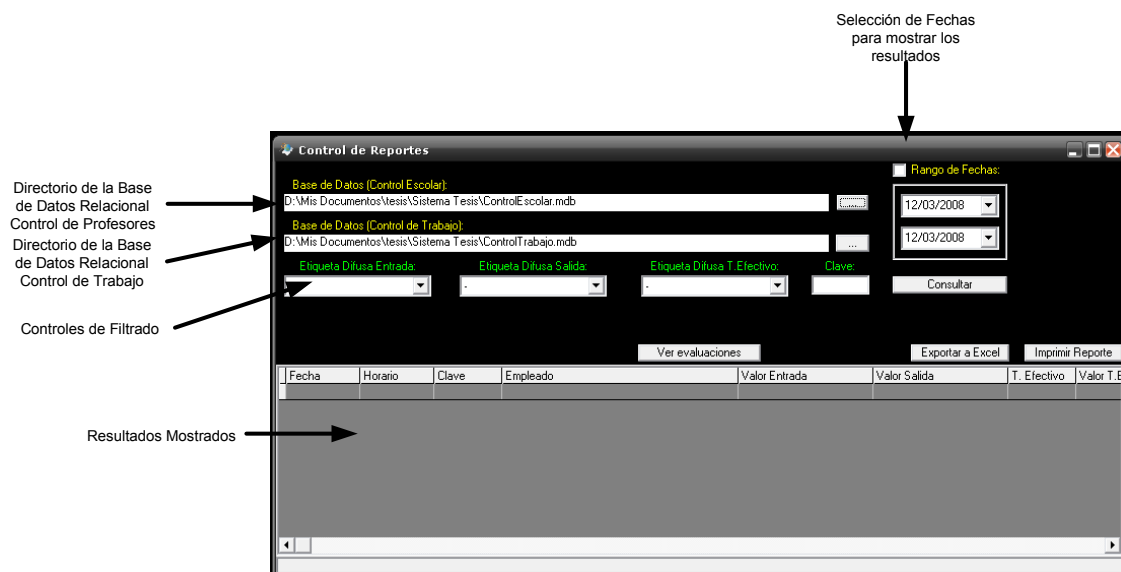 Selección de Fechas
para mostrar los
resultados
Control de Reportes
Rango de Fechas:
Base de Datos (Control Escolar):
D:\Mis Documentos\tesis\Sistema Tesis\ControlEscolar.mdb
...
12/03/2008
Directorio de la Base
de Datos Relacional
Control de Profesores
Base de Datos (Control de Trabajo):
D:\Mis Documentos\tesis\Sistema Tesis\ControlTrabajo.mdb
...
12/03/2008
Directorio de la Base
de Datos Relacional
Control de Trabajo
Etiqueta Difusa Entrada: Etiqueta Difusa Salida: Etiqueta Difusa T.Efectivo: Clave:
- -
Consultar
Controles de Filtrado
Ver evaluaciones Exportar a Excel Imprimir Reporte
Fecha Horario Clave Empleado Valor Entrada Valor Salida T. Efectivo Valor T.E
Resultados Mostrados